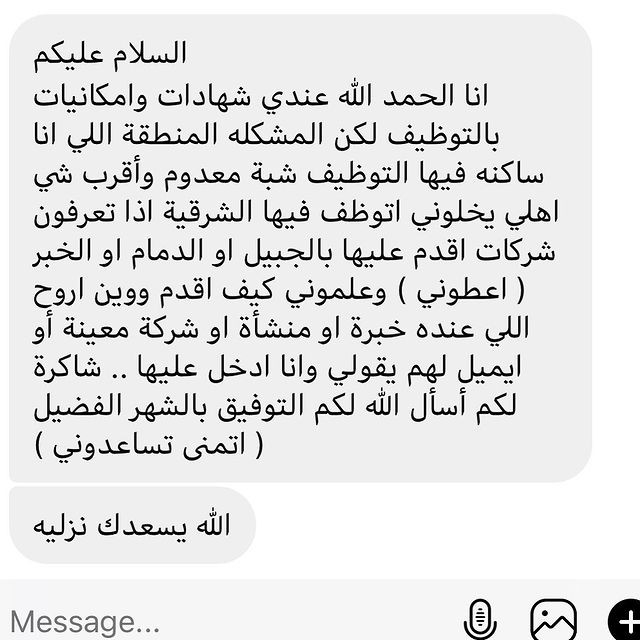 السلام عليكم
انا الحمد الله عندي شهادات وامكانيات
بالتوظيف لكن المشكله المنطقة اللي انا
ساكنه فيها التوظيف شبة معدوم وأقرب شي
اهلي يخلوني اتوظف فيها الشرقية اذا تعرفون
شركات اقدم عليها بالجبيل او الدمام او الخبر
( اعطوني ) وعلموني كيف اقدم ووين اروح
اللي عنده خبرة او منشأة او شركة معينة أو
ايميل لهم يقولي وانا ادخل عليها .. شاكرة
لكم أسأل الله لكم التوفيق بالشهر الفضيل
( اتمنى تساعدوني )
الله يسعدك نزليه
Message...